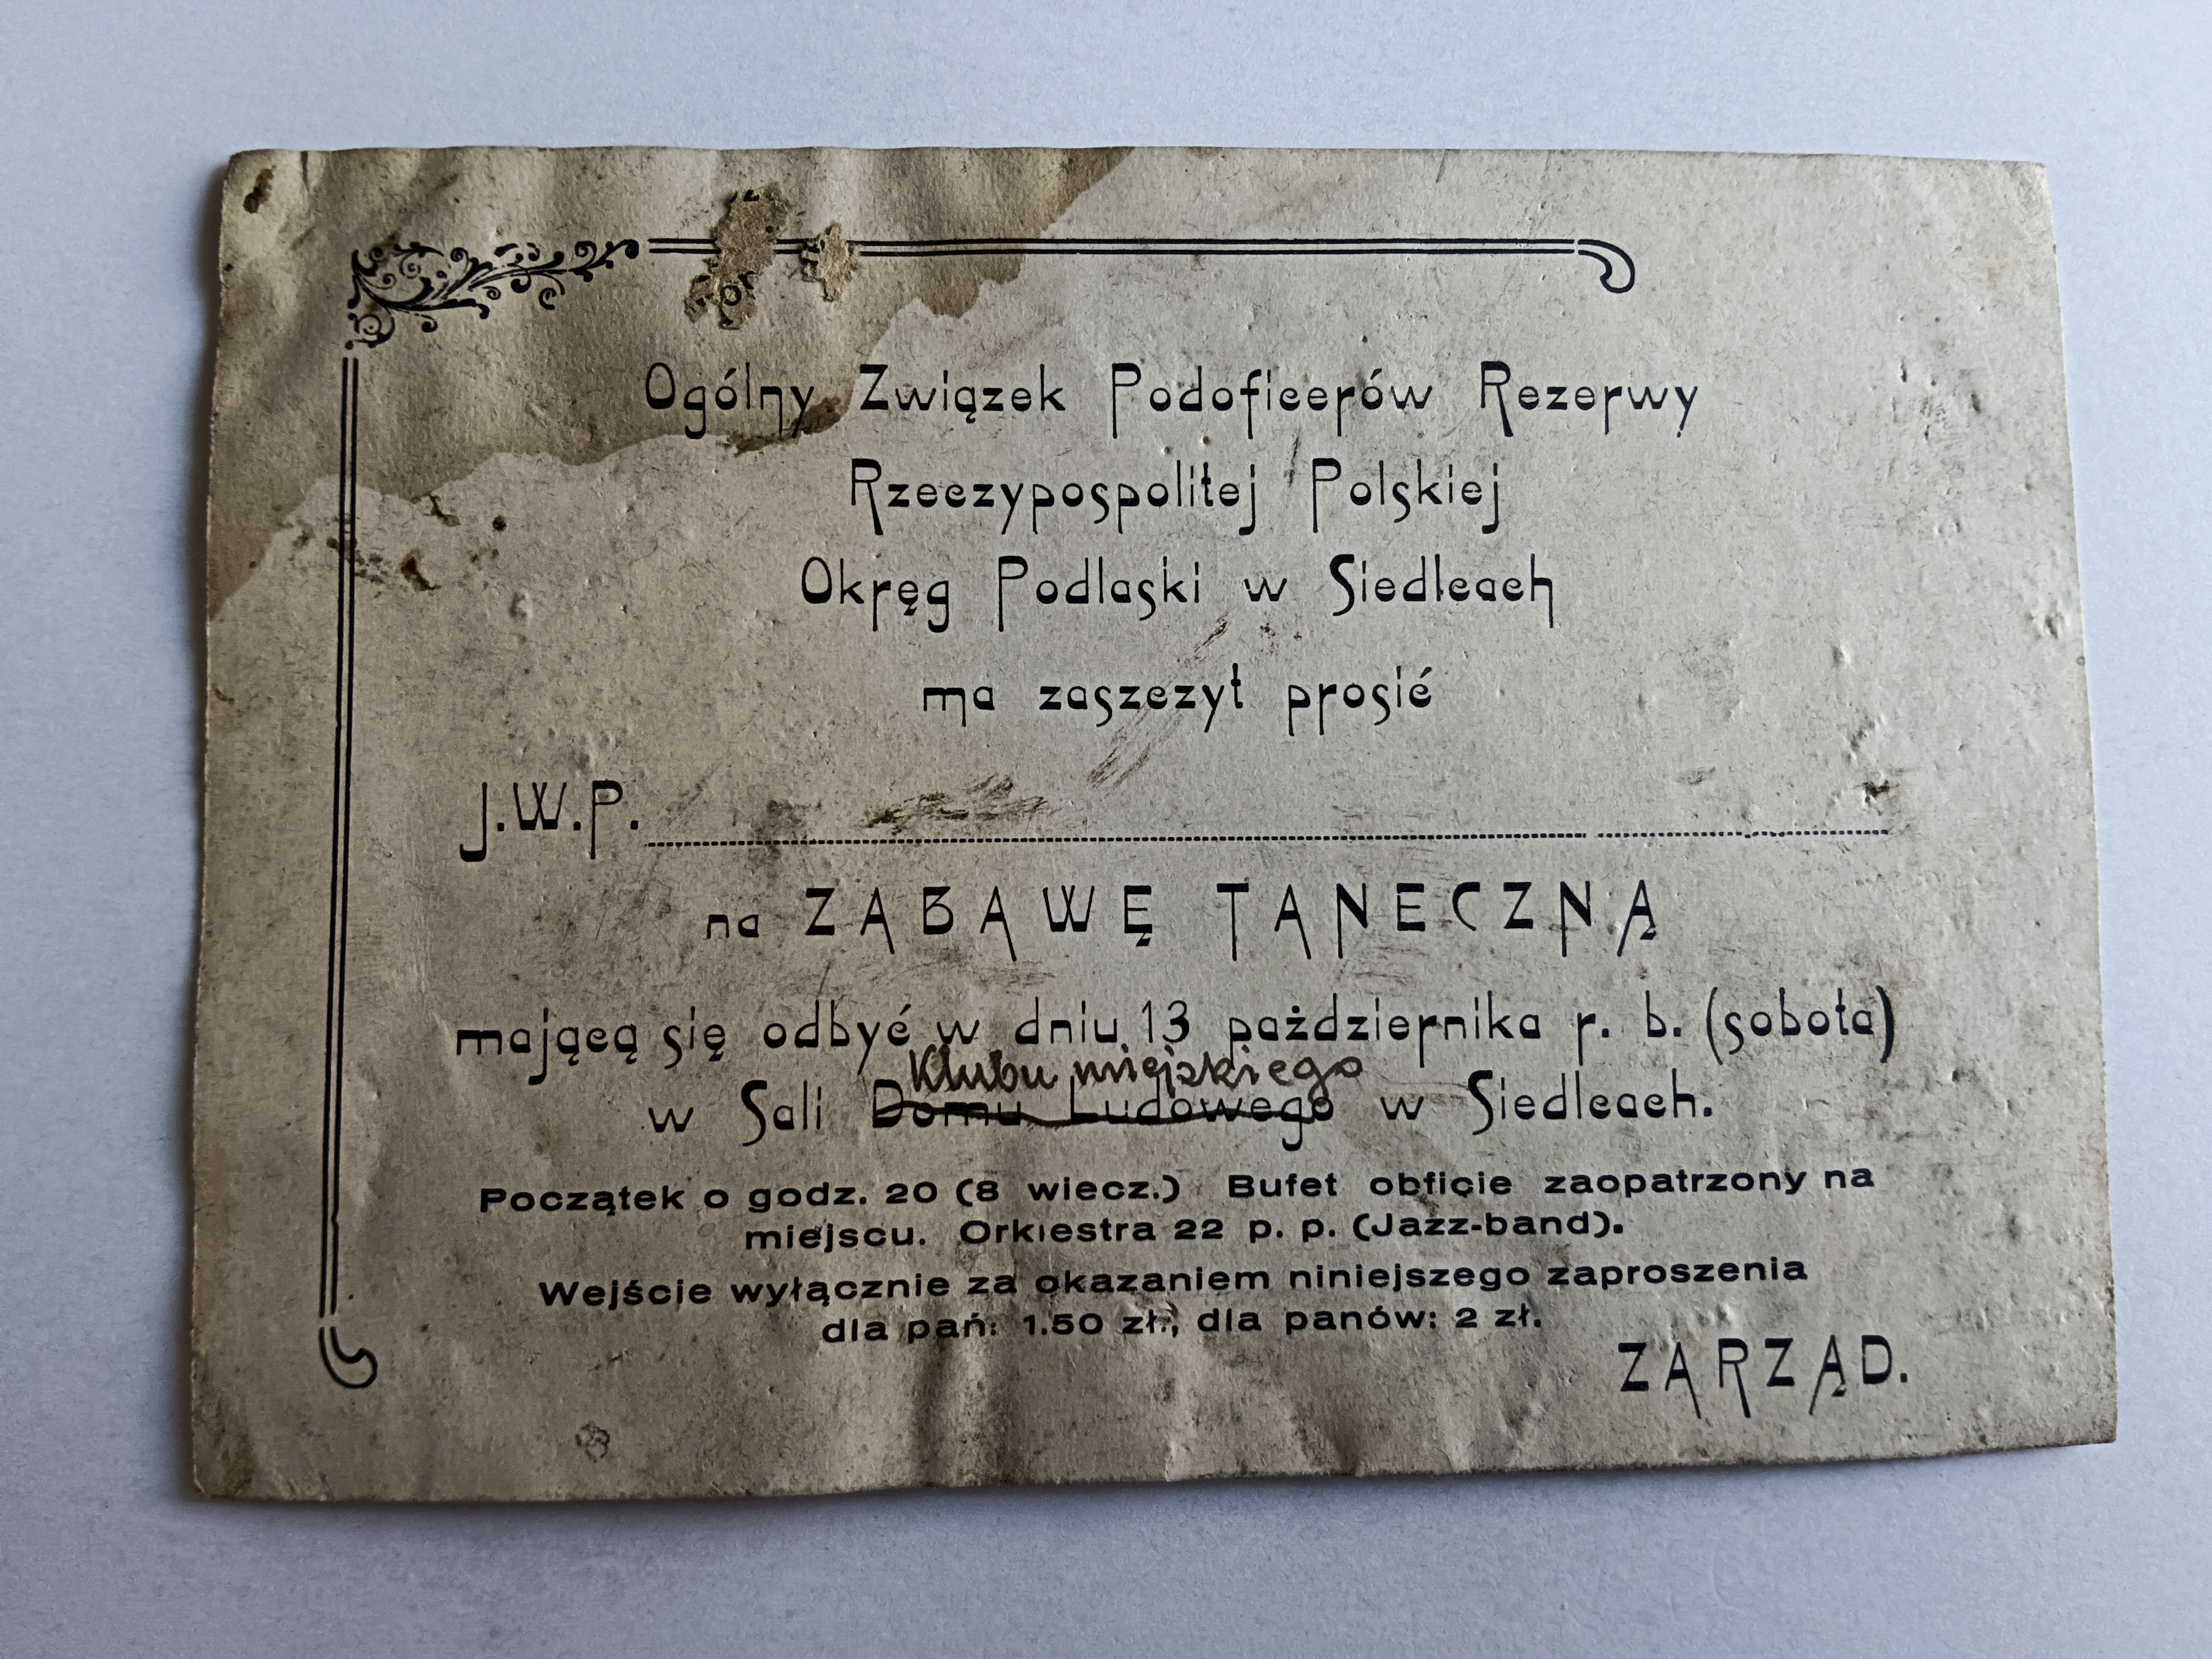 Ogólny Związek Podoficerów Rezerwy
Rzeczypospolitej Polskiej
Okręg Podlaski w Siedlcach
ma zaszczyt prosić
J.W.P.
na ZABAWĘ TANECZNĄ
mającą się odbyć w dniu 13 października r. b. (sobota)
Klubu miejskiego
w Sali Domu Ludowego w Siedlcach.
Początek o godz. 20 (8 wiecz.) Bufet obficie zaopatrzony na
miejscu. Orkiestra 22 p. p. (Jazz-band).
Wejście wyłącznie za okazaniem niniejszego zaproszenia
dla pań: 1.50 zł., dla panów: 2 zł.
ZARZĄD.